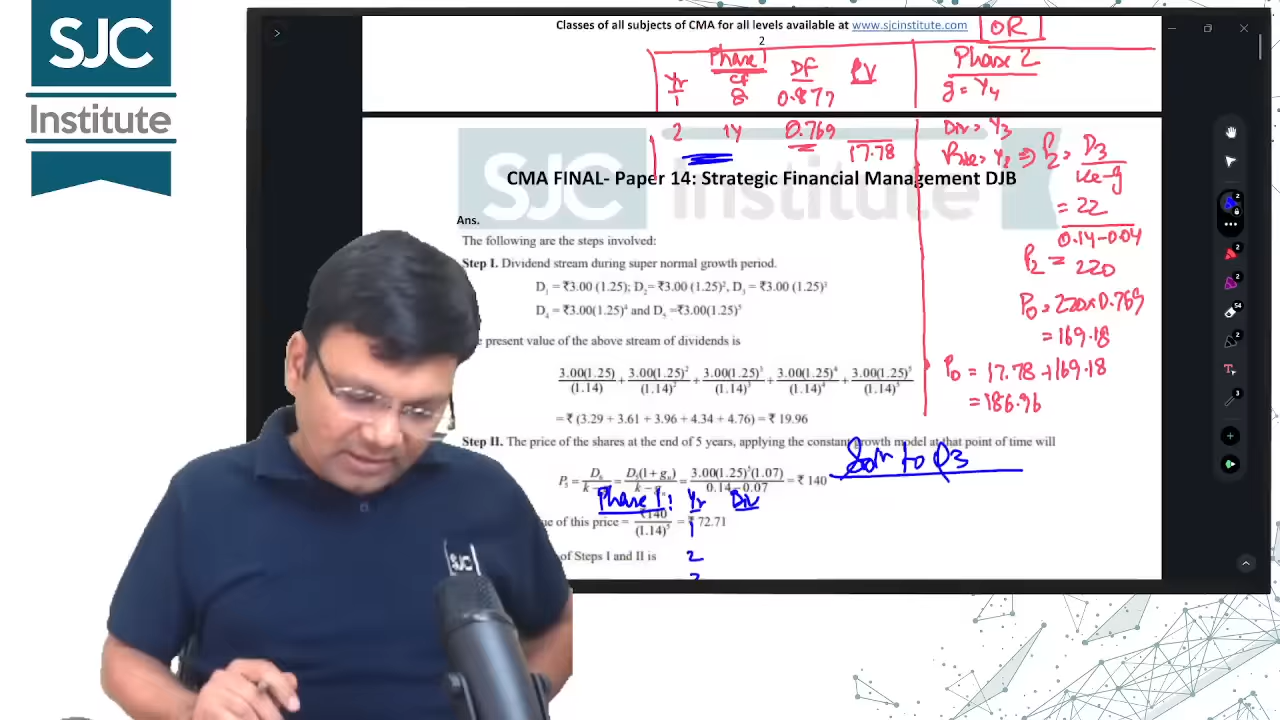 SJC
Institute
Classes of all subjects of CMA for all levels available at www.sjcinstitute.com
OR
2
Phase 1
Yr CF DF PV
1 8 0.877
2 14 0.769
17.78
Phase 2
g = Y4
Div = Y3
Price = Y2 ⇒ P2 = D3 / (Ke-g)
= 22 / (0.14-0.04)
P2 = 220
P0 = 220 x 0.769
= 169.18
P0 = 17.78 + 169.18
= 186.96
SJC Institute
CMA FINAL- Paper 14: Strategic Financial Management DJB
Ans.
The following are the steps involved:
Step I. Dividend stream during super normal growth period.
D1 = ₹3.00 (1.25); D2= ₹3.00 (1.25)², D3 = ₹3.00 (1.25)³
D4 = ₹3.00(1.25)⁴ and D5 =₹3.00(1.25)⁵
e present value of the above stream of dividends is
3.00(1.25)/(1.14) + 3.00(1.25)²/(1.14)² + 3.00(1.25)³/(1.14)³ + 3.00(1.25)⁴/(1.14)⁴ + 3.00(1.25)⁵/(1.14)⁵
= ₹ (3.29 + 3.61 + 3.96 + 4.34 + 4.76) = ₹ 19.96
Step II. The price of the shares at the end of 5 years, applying the constant growth model at that point of time will
Soln to Q3
= 3.00(1.25)⁵(1.07) / (0.14 – 0.07) = ₹ 140
Phase 1: Yr Div
ue of this price = ₹140/(1.14)⁵ = ₹ 72.71
1
of Steps I and II is
2
SJC